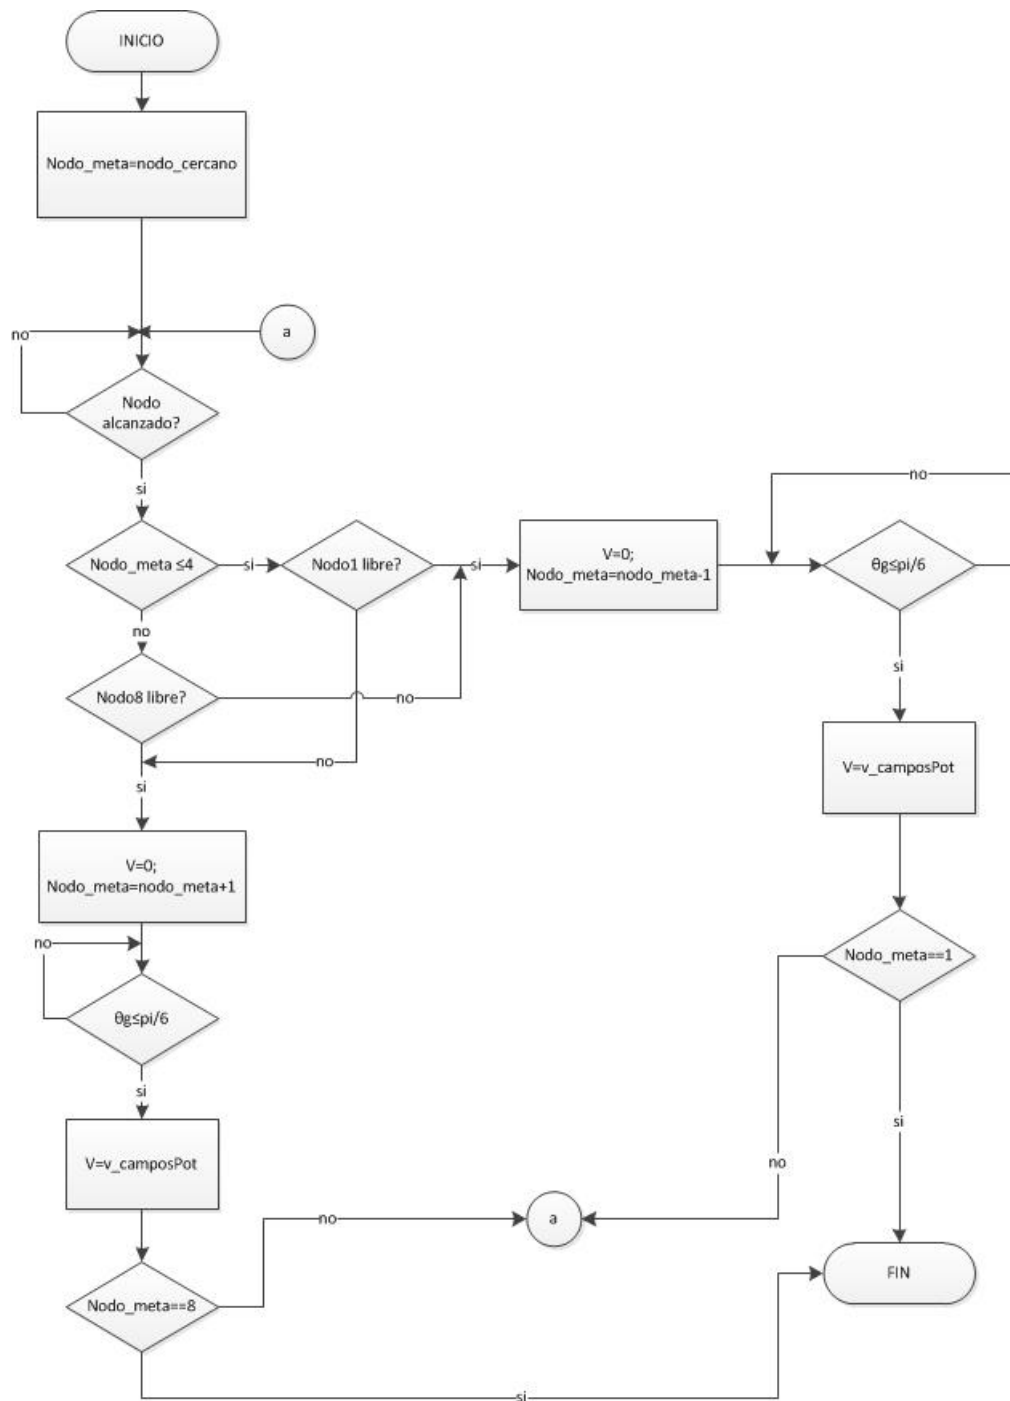 INICIO
Nodo_meta=nodo_cercano
no
a
Nodo
alcanzado?
si
no
Nodo_meta ≤4
si
Nodo1 libre?
si
V=0;
Nodo_meta=nodo_meta-1
θg≤pi/6
no
si
Nodo8 libre?
no
no
V=v_camposPot
si
V=0;
Nodo_meta=nodo_meta+1
no
Nodo_meta==1
θg≤pi/6
si
si
V=v_camposPot
no
no
a
FIN
Nodo_meta==8
si